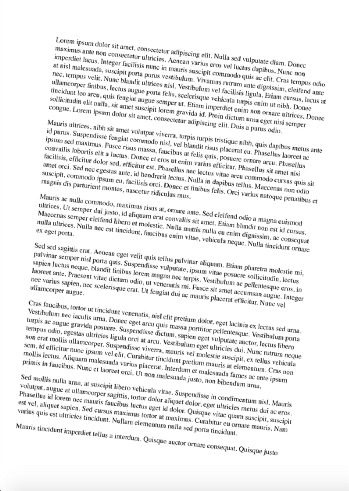 Lorem ipsum dolor sit amet, consectetur adipiscing elit. Nulla sed vulputate diam. Donec
maximus ante non consectetur ultricies. Aenean varius eros vel luctus dapibus. Nunc non
imperdiet lacus. Integer facilisis nunc in mauris suscipit commodo quis ac elit. Cras tempus odio
at nisl malesuada, suscipit porta purus vestibulum. Vivamus rutrum ante dignissim, eleifend ante
nec, tempus velit. Nunc blandit ultrices nisl. Vestibulum vel facilisis ligula. Etiam cursus, lacus at
ullamcorper finibus, lectus augue porta felis, scelerisque vehicula turpis enim ut nibh. Donec
tincidunt leo arcu, quis feugiat augue semper ut. Etiam imperdiet enim non ornare ultrices. Donec
sollicitudin elit nulla, sit amet suscipit lorem gravida id. Proin dictum urna eget nisi semper
congue. Lorem ipsum dolor sit amet, consectetur adipiscing elit. Duis a purus odio.
Mauris ultrices, nibh sit amet volutpat viverra, turpis turpis tristique nibh, quis dapibus metus ante
id purus. Suspendisse feugiat commodo nisl, vel blandit risus placerat eu. Phasellus laoreet ac
ipsum sed maximus. Fusce risus massa, faucibus at felis quis, posuere ornare arcu. Phasellus
convallis lobortis elit a luctus. Donec et eros ut enim varius efficitur. Phasellus sit amet nisi
facilisis, efficitur dolor sed, efficitur est. Phasellus nec lectus vitae arcu commodo cursus quis sit
amet orci. Sed nec egestas ante, id hendrerit lectus. Nulla in dapibus tellus. Maecenas non odio
suscipit, commodo ipsum eu, facilisis orci. Donec et finibus felis. Orci varius natoque penatibus et
magnis dis parturient montes, nascetur ridiculus mus.
Mauris ac nulla commodo, maximus risus at, ornare ante. Sed eleifend odio a magna euismod
ultrices. Ut semper dui justo, id aliquam erat convallis sit amet. Etiam blandit non est id cursus.
Maecenas semper eleifend libero et molestie. Nulla mattis nulla eu enim dignissim, ac consequat
nulla ultrices. Nulla nec est tincidunt, faucibus enim vitae, vehicula neque. Nulla tincidunt ornare
ex eget porta.
Sed sed sagittis erat. Aenean eget velit quis tellus pulvinar aliquam. Etiam pharetra molestie mi,
pulvinar semper nisl porta quis. Suspendisse vulputate, ipsum vitae posuere sollicitudin,
sapien luctus neque, blandit finibus lorem magna nec turpis. Vestibulum ac pellentesque eros, in
laoreet ante. Praesent vitae dictum odio, ut venenatis mi. Fusce sit amet accumsan augue. Integer
nec varius sapien, nec scelerisque erat. Ut feugiat dui ac mauris placerat efficitur. Nunc vel
ullamcorper augue.
Cras faucibus, tortor ut tincidunt venenatis, nisl elit pretium dolor, eget lacinia ex lectus sed urna.
Vestibulum nec iaculis urna. Donec eget arcu quis massa porttitor pellentesque. Vestibulum porta
turpis ac augue gravida posuere. Suspendisse dictum, sapien eget vulputate auctor, lectus libero
tempus odio, egestas ultricies ligula orci at arcu. Vestibulum eget ultricies dui. Nunc rutrum neque
non erat mollis ullamcorper. Suspendisse viverra, mauris vel molestie suscipit, ex tellus vehicula
sem, id efficitur nunc ipsum vel elit. Curabitur tincidunt pretium mauris at elementum. Cras non
mollis lectus. Aliquam malesuada varius placerat. Interdum et malesuada fames ac ante ipsum
primis in faucibus. Nunc et laoreet orci. Ut non malesuada justo, non bibendum urna.
Sed mollis nulla urna, at suscipit libero vehicula vitae. Suspendisse in condimentum nisl. Mauris
volutpat, augue at ullamcorper sagittis, tortor dolor aliquet dolor, eget ultricies metus dui ac eros.
Phasellus id lorem nec mauris faucibus luctus eget id dolor. Quisque vitae quam suscipit, suscipit
est vel, aliquet sapien. Sed cursus maximus tortor at maximus. Curabitur eu ornare mauris. Nam
varius quis est ultricies tincidunt. Nullam elementum nulla sed porta tincidunt.
Mauris tincidunt imperdiet tellus a interdum. Quisque auctor ornare consequat. Quisque justo